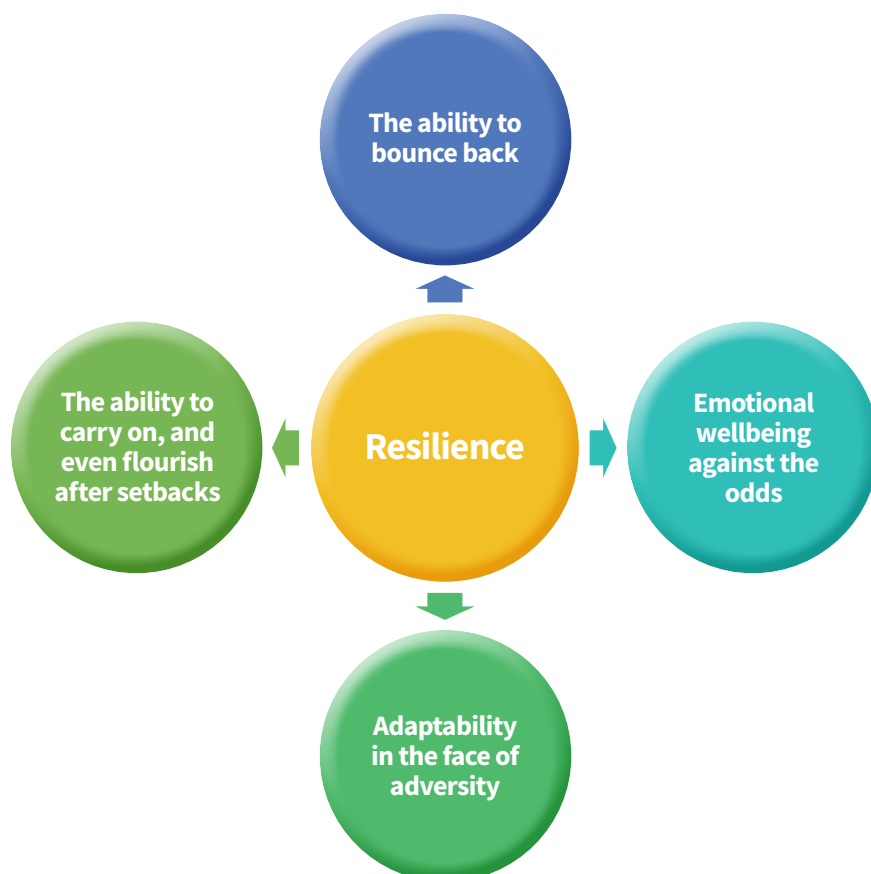 The ability to
bounce back
The ability to
carry on, and
even flourish
after setbacks
Resilience
Emotional
wellbeing
against the
odds
Adaptability
in the face of
adversity